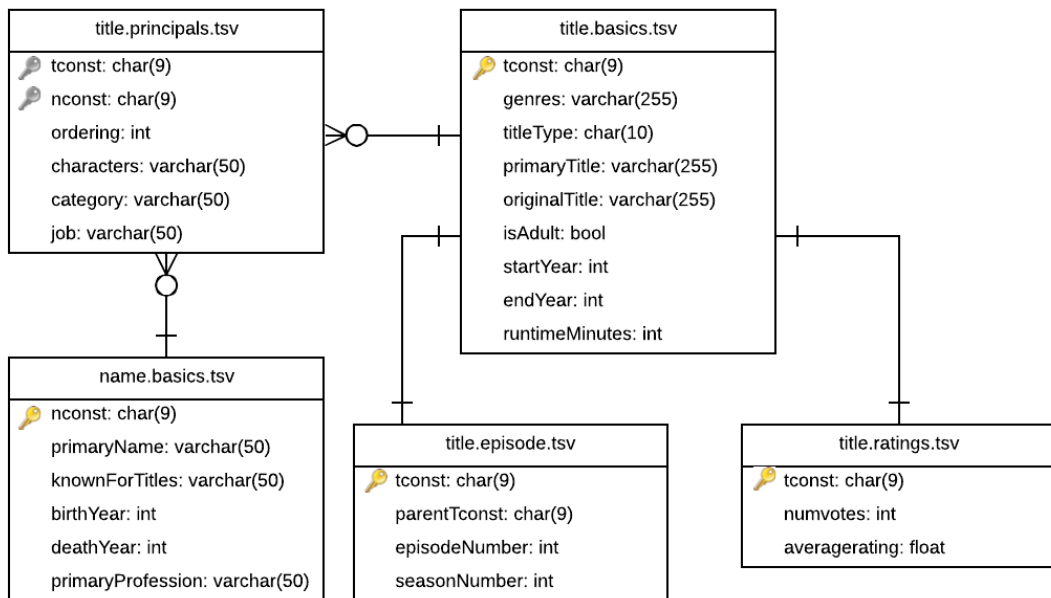 title.principals.tsv
tconst: char(9)
nconst: char(9)
ordering: int
characters: varchar(50)
category: varchar(50)
job: varchar(50)
title.basics.tsv
tconst: char(9)
genres: varchar(255)
titleType: char(10)
primaryTitle: varchar(255)
originalTitle: varchar(255)
isAdult: bool
startYear: int
endYear: int
runtimeMinutes: int
name.basics.tsv
nconst: char(9)
primaryName: varchar(50)
knownForTitles: varchar(50)
birthYear: int
deathYear: int
primaryProfession: varchar(50)
title.episode.tsv
tconst: char(9)
parentTconst: char(9)
episodeNumber: int
seasonNumber: int
title.ratings.tsv
tconst: char(9)
numvotes: int
averagerating: float